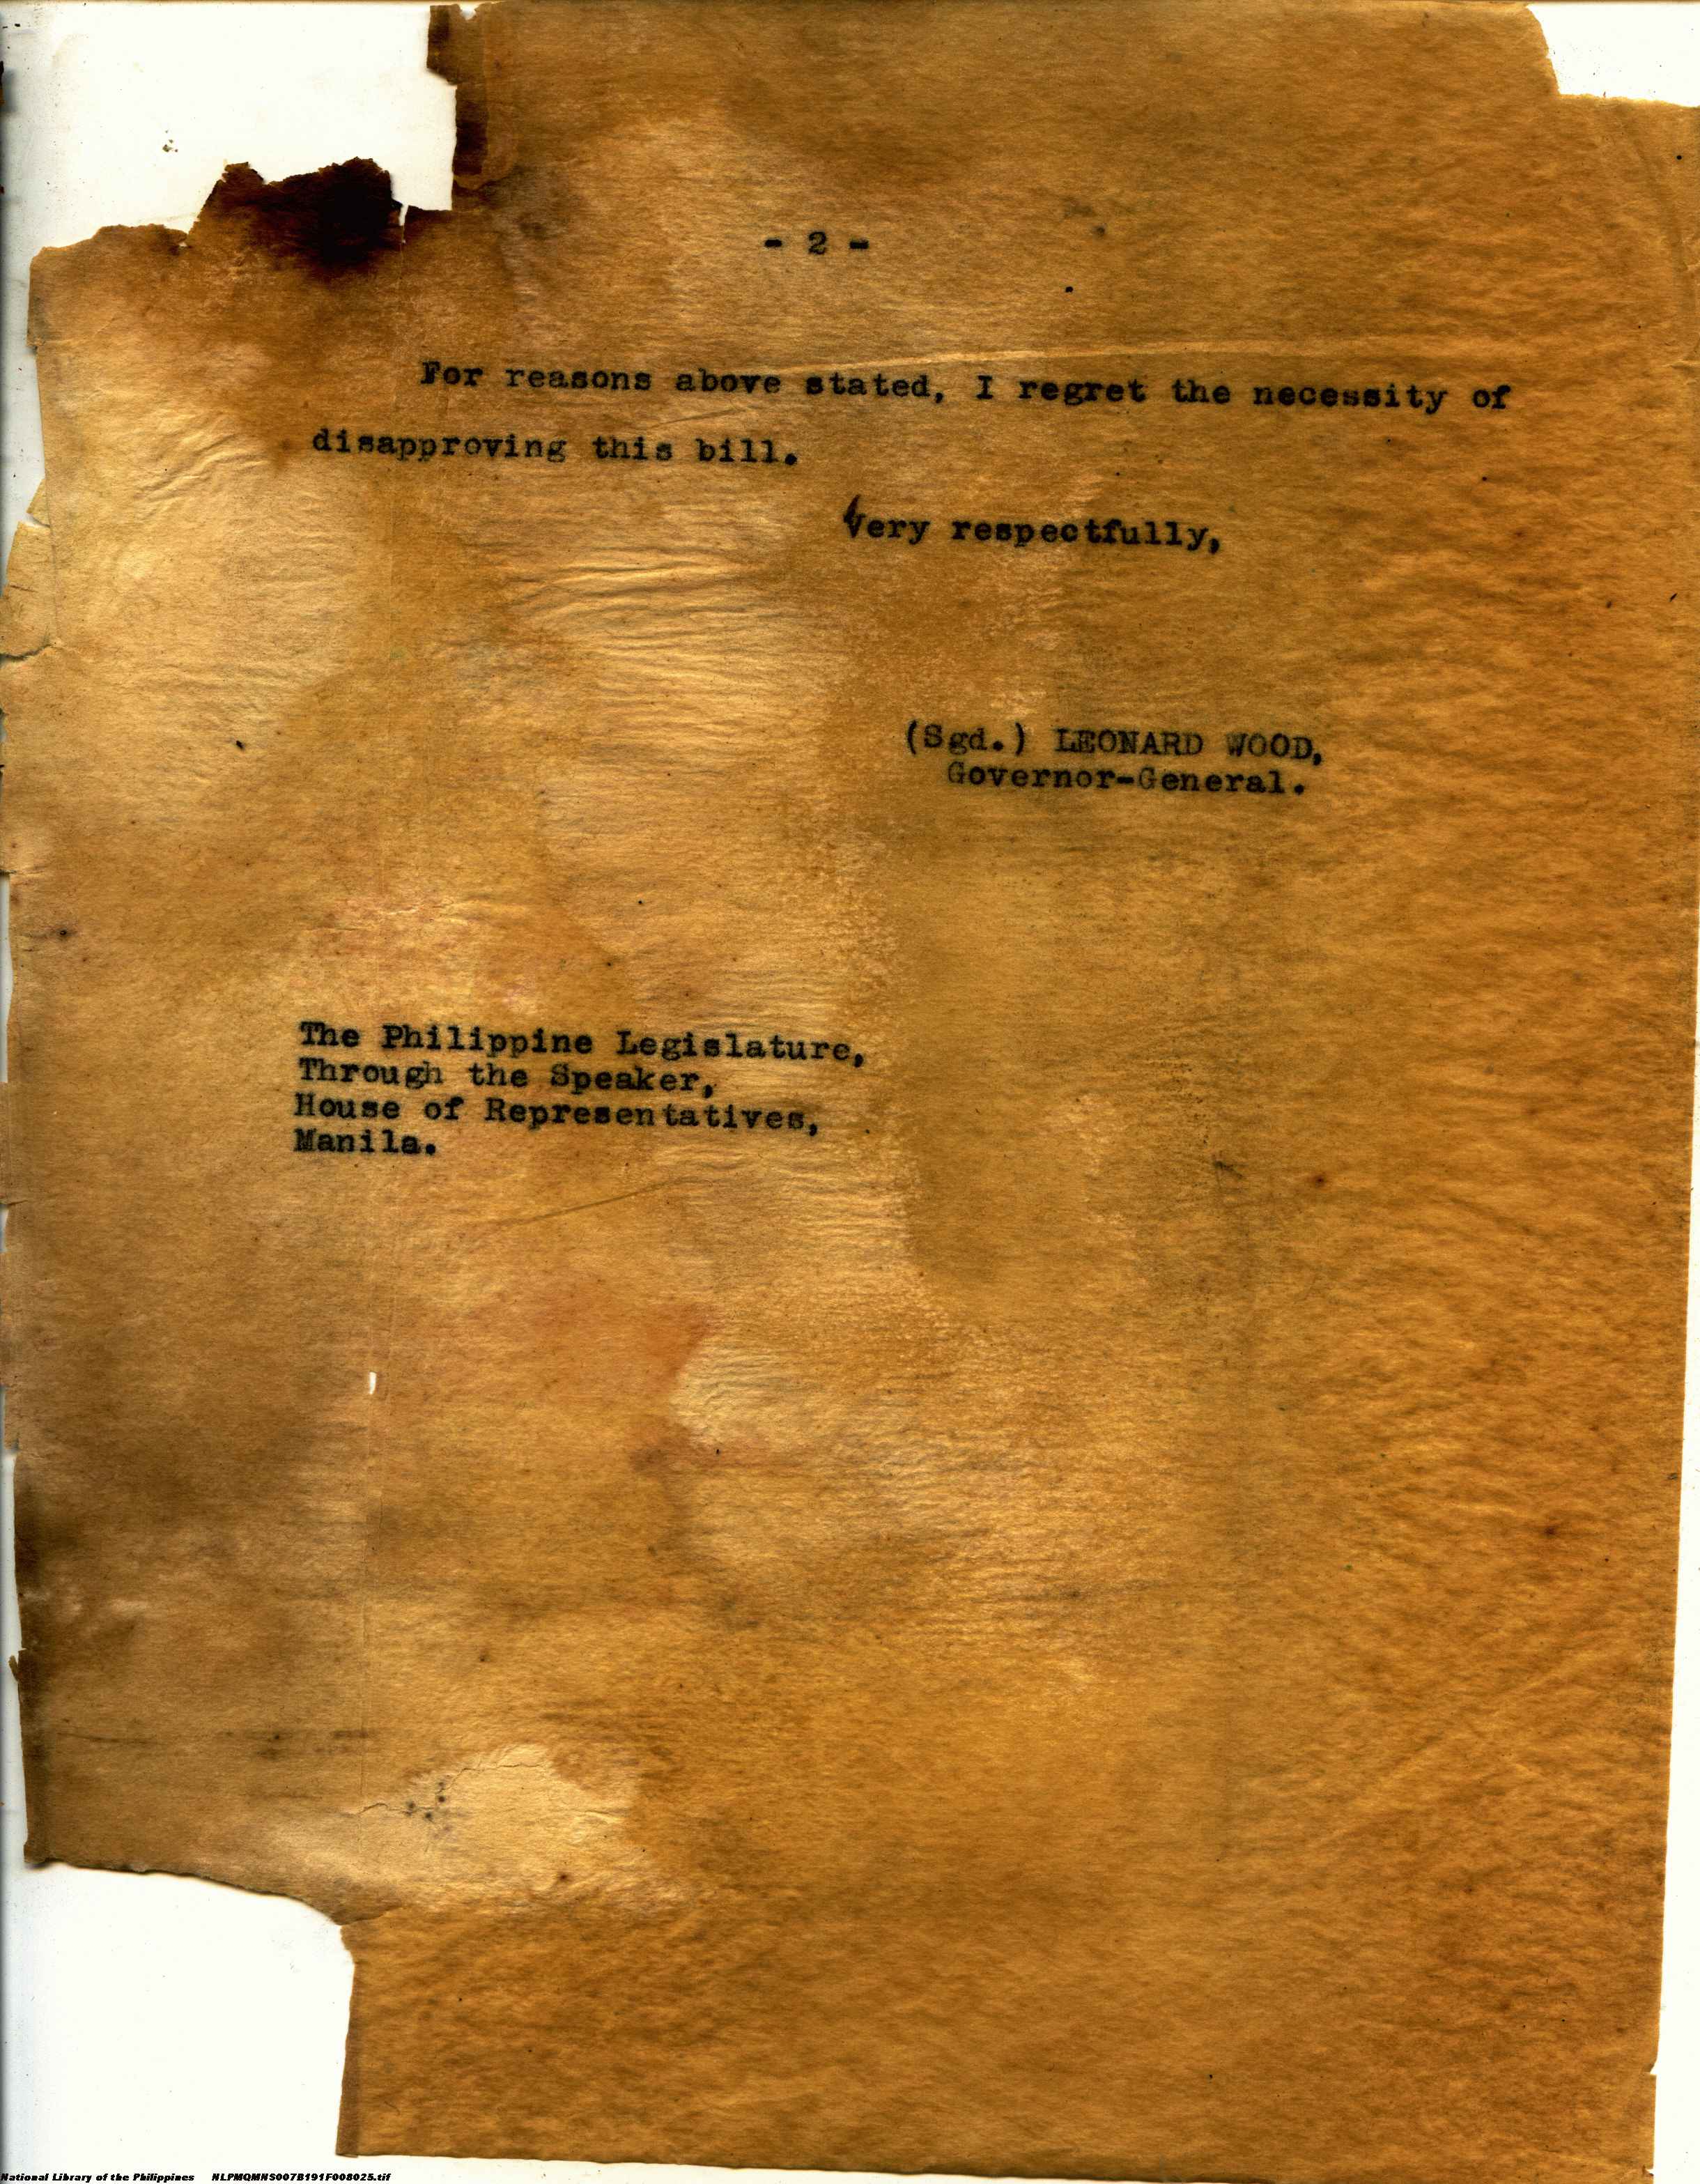 - 2 -
For reasons above stated, I regret the necessity of
disapproving this bill.
Very respectfully,
(Sgd.) LEONARD WOOD,
Governor-General.
The Philippine Legislature,
Through the Speaker,
House of Representatives,
Manila.
National Library of the Philippines NLPMQMNS007B191F008025.tif